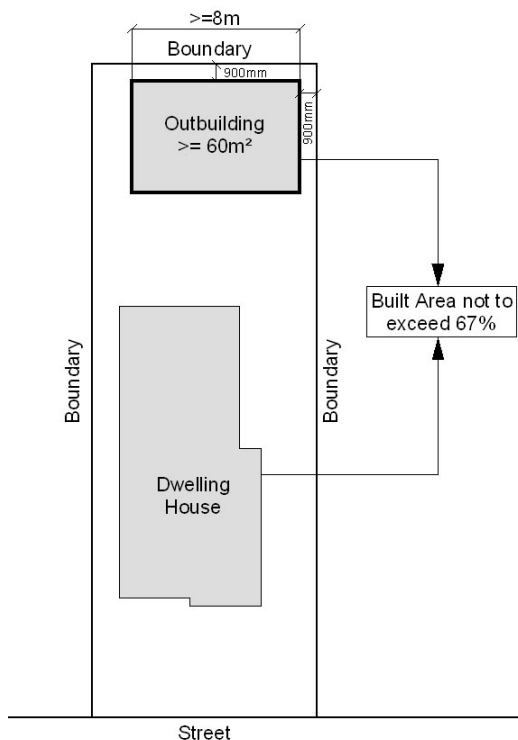 >=8m
Boundary
900mm
900mm
Outbuilding
>= 60m²
Built Area not to
exceed 67%
Boundary
Boundary
Dwelling
House
Street